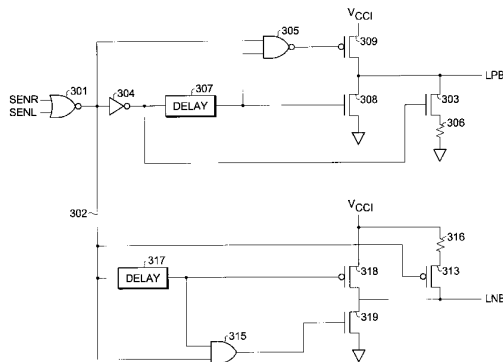 VCCI
305
309
LPB
301
304
307
SENR
SENL
DELAY
308
303
306
302
VCCI
316
317
318
313
DELAY
LNB
315
319